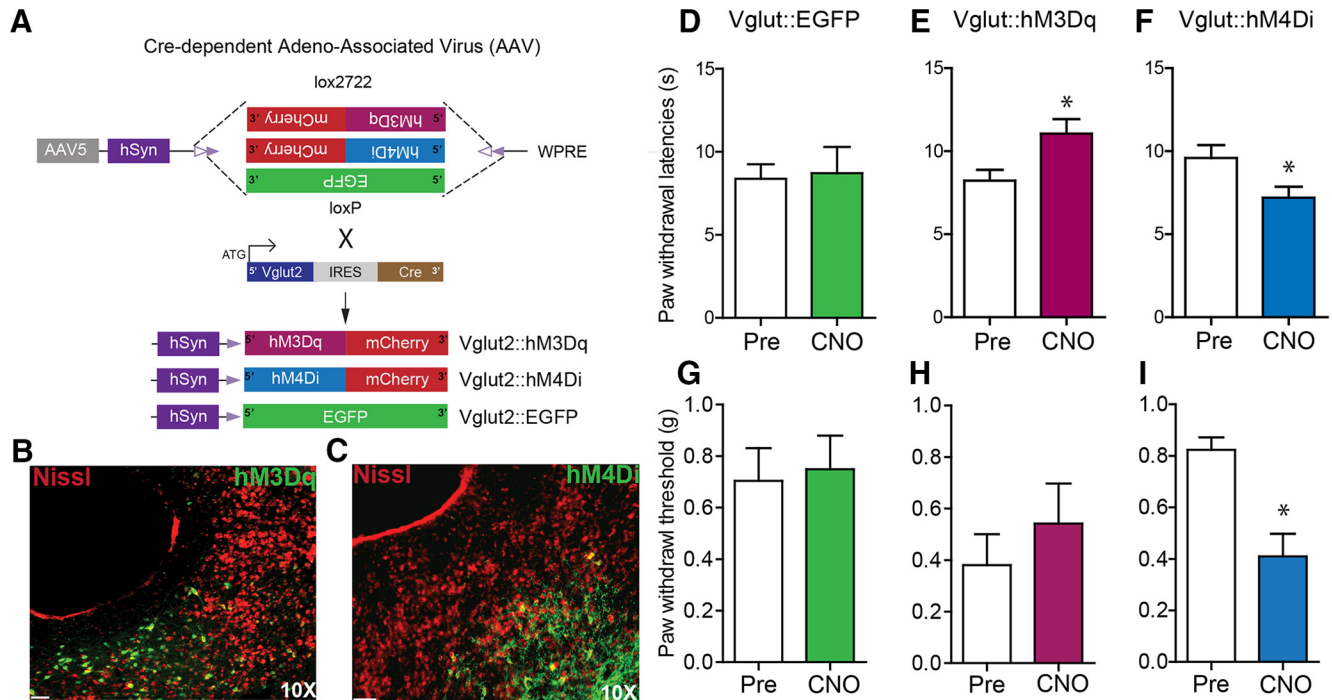 A
Cre-dependent Adeno-Associated Virus (AAV)
lox2722
3' mCherry hM3Dq 5'
AAV5 hSyn 3' mCherry hM4Di 5' WPRE
3' EGFP 5'
loxP
X
ATG
5' Vglut2 IRES Cre 3'
hSyn 5' hM3Dq mCherry 3' Vglut2::hM3Dq
hSyn 5' hM4Di mCherry 3' Vglut2::hM4Di
hSyn 5' EGFP 3' Vglut2::EGFP
B
Nissl hM3Dq
10X
C
Nissl hM4Di
10X
D Vglut::EGFP
Paw withdrawal latencies (s)
15
10
5
0
Pre CNO
E Vglut::hM3Dq
15
10
5
0
*
Pre CNO
F Vglut::hM4Di
15
10
5
0
*
Pre CNO
G
Paw withdrawl threshold (g)
1.0
0.8
0.6
0.4
0.2
0.0
Pre CNO
H
1.0
0.8
0.6
0.4
0.2
0.0
Pre CNO
I
1.0
0.8
0.6
0.4
0.2
0.0
*
Pre CNO